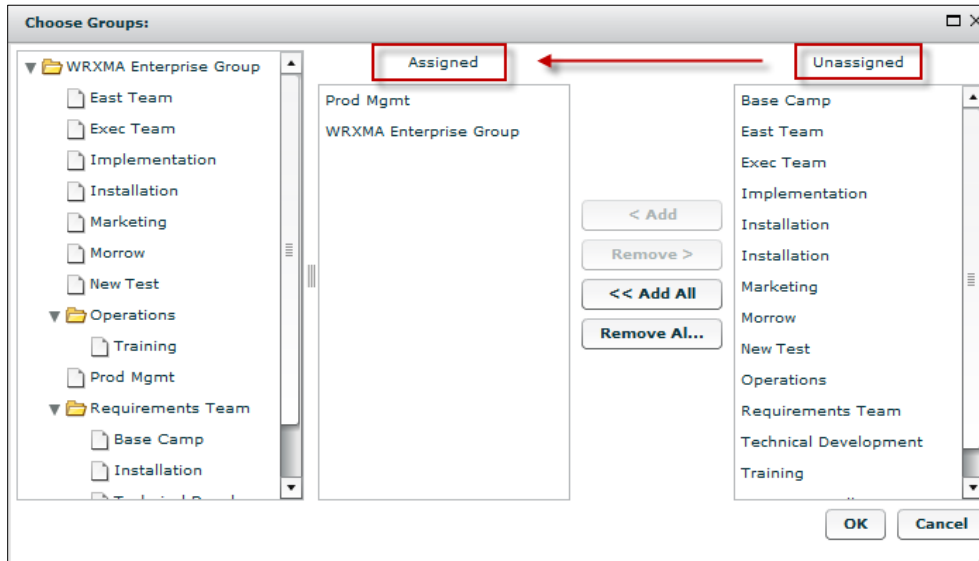 Choose Groups:
WRXMA Enterprise Group
East Team
Exec Team
Implementation
Installation
Marketing
Morrow
New Test
Operations
Training
Prod Mgmt
Requirements Team
Base Camp
Installation
Assigned
Prod Mgmt
WRXMA Enterprise Group
< Add
Remove >
<< Add All
Remove Al...
Unassigned
Base Camp
East Team
Exec Team
Implementation
Installation
Installation
Marketing
Morrow
New Test
Operations
Requirements Team
Technical Development
Training
OK
Cancel